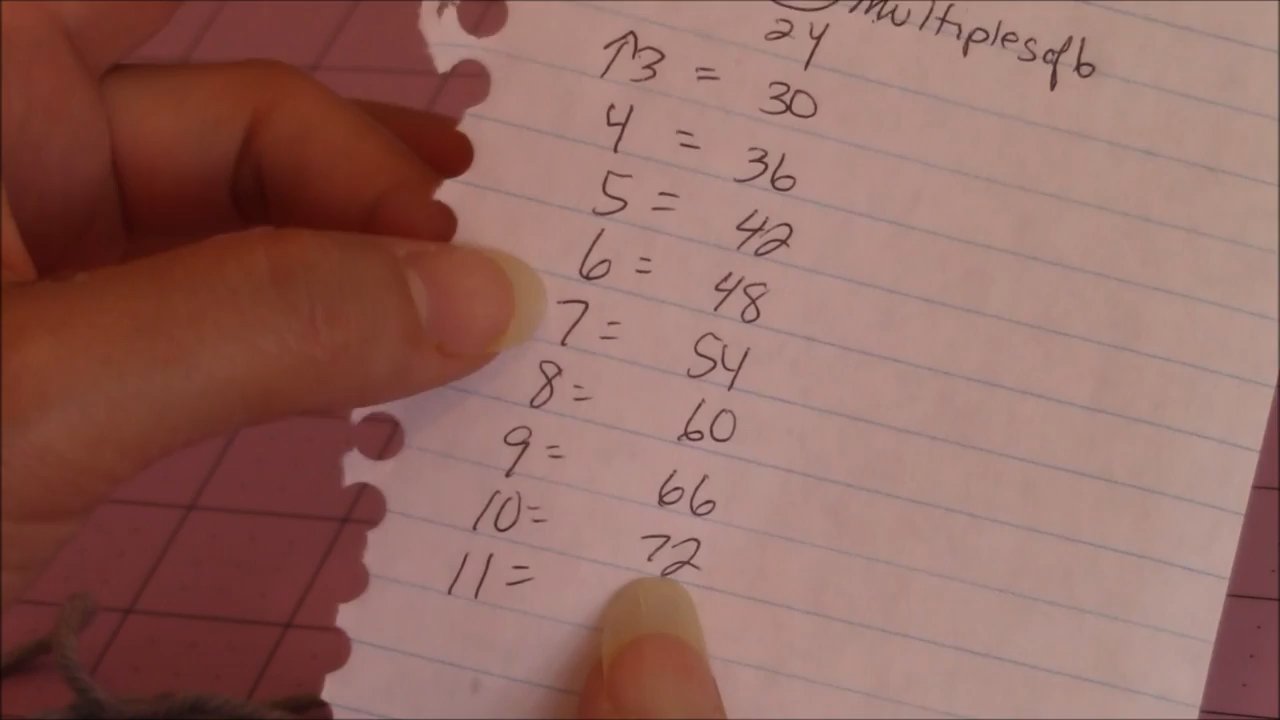 multiples of 6
24
↑3 = 30
4 = 36
5 = 42
6 = 48
7 = 54
8 = 60
9 = 66
10 = 72
11 =